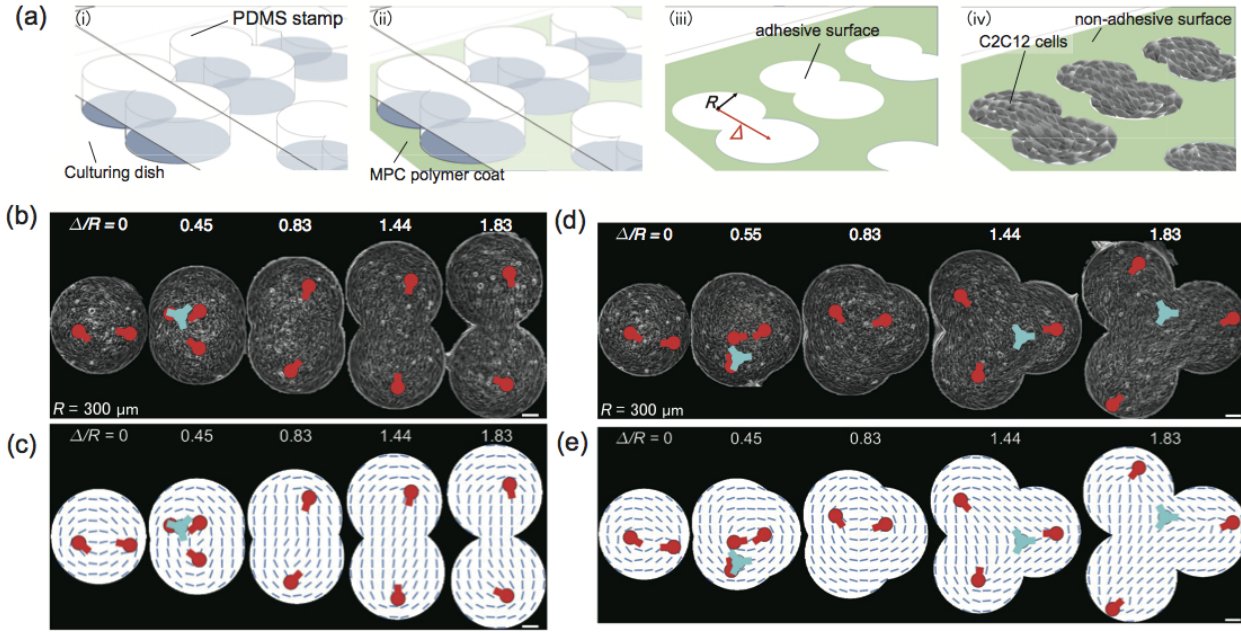 (a)
(i)
PDMS stamp
Culturing dish
(ii)
MPC polymer coat
(iii)
adhesive surface
R
Δ
(iv)
non-adhesive surface
C2C12 cells
(b)
Δ/R = 0 0.45 0.83 1.44 1.83
R = 300 μm
(c)
Δ/R = 0 0.45 0.83 1.44 1.83
(d)
Δ/R = 0 0.55 0.83 1.44 1.83
R = 300 μm
(e)
Δ/R = 0 0.45 0.83 1.44 1.83